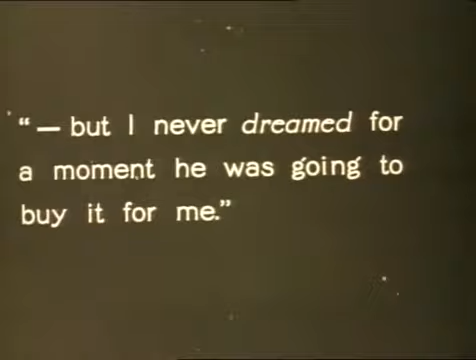 “— but I never dreamed for
a moment he was going to
buy it for me.”